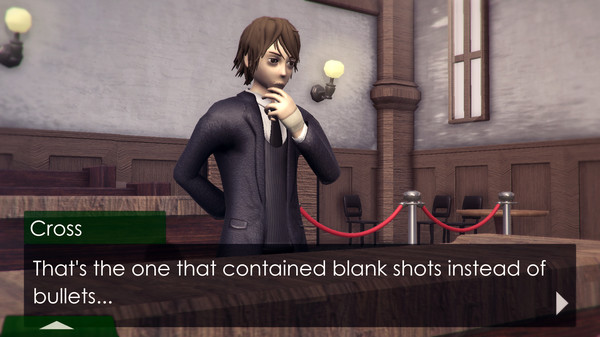 Cross
That's the one that contained blank shots instead of
bullets...